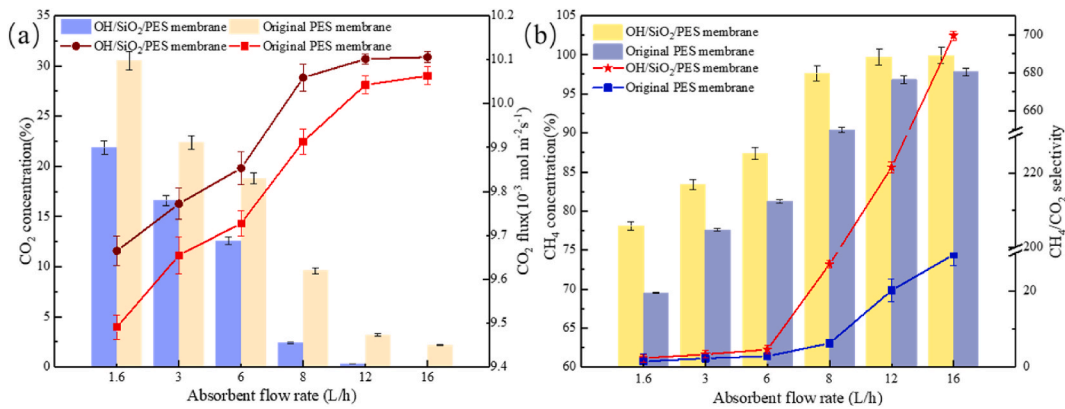 (a)
OH/SiO2/PES membrane
Original PES membrane
OH/SiO2/PES membrane
Original PES membrane
CO2 concentration(%)
35
30
25
20
15
10
5
0
1.6 3 6 8 12 16
Absorbent flow rate (L/h)
10.1
10.0
9.9
9.8
9.7
9.6
9.5
9.4
CO2 flux(10-3 mol m-2s-1)
(b)
OH/SiO2/PES membrane
Original PES membrane
OH/SiO2/PES membrane
Original PES membrane
CH4 concentration(%)
105
100
95
90
85
80
75
70
65
60
1.6 3 6 8 12 16
Absorbent flow rate (L/h)
700
680
660
220
200
20
0
CH4/CO2 selectivity